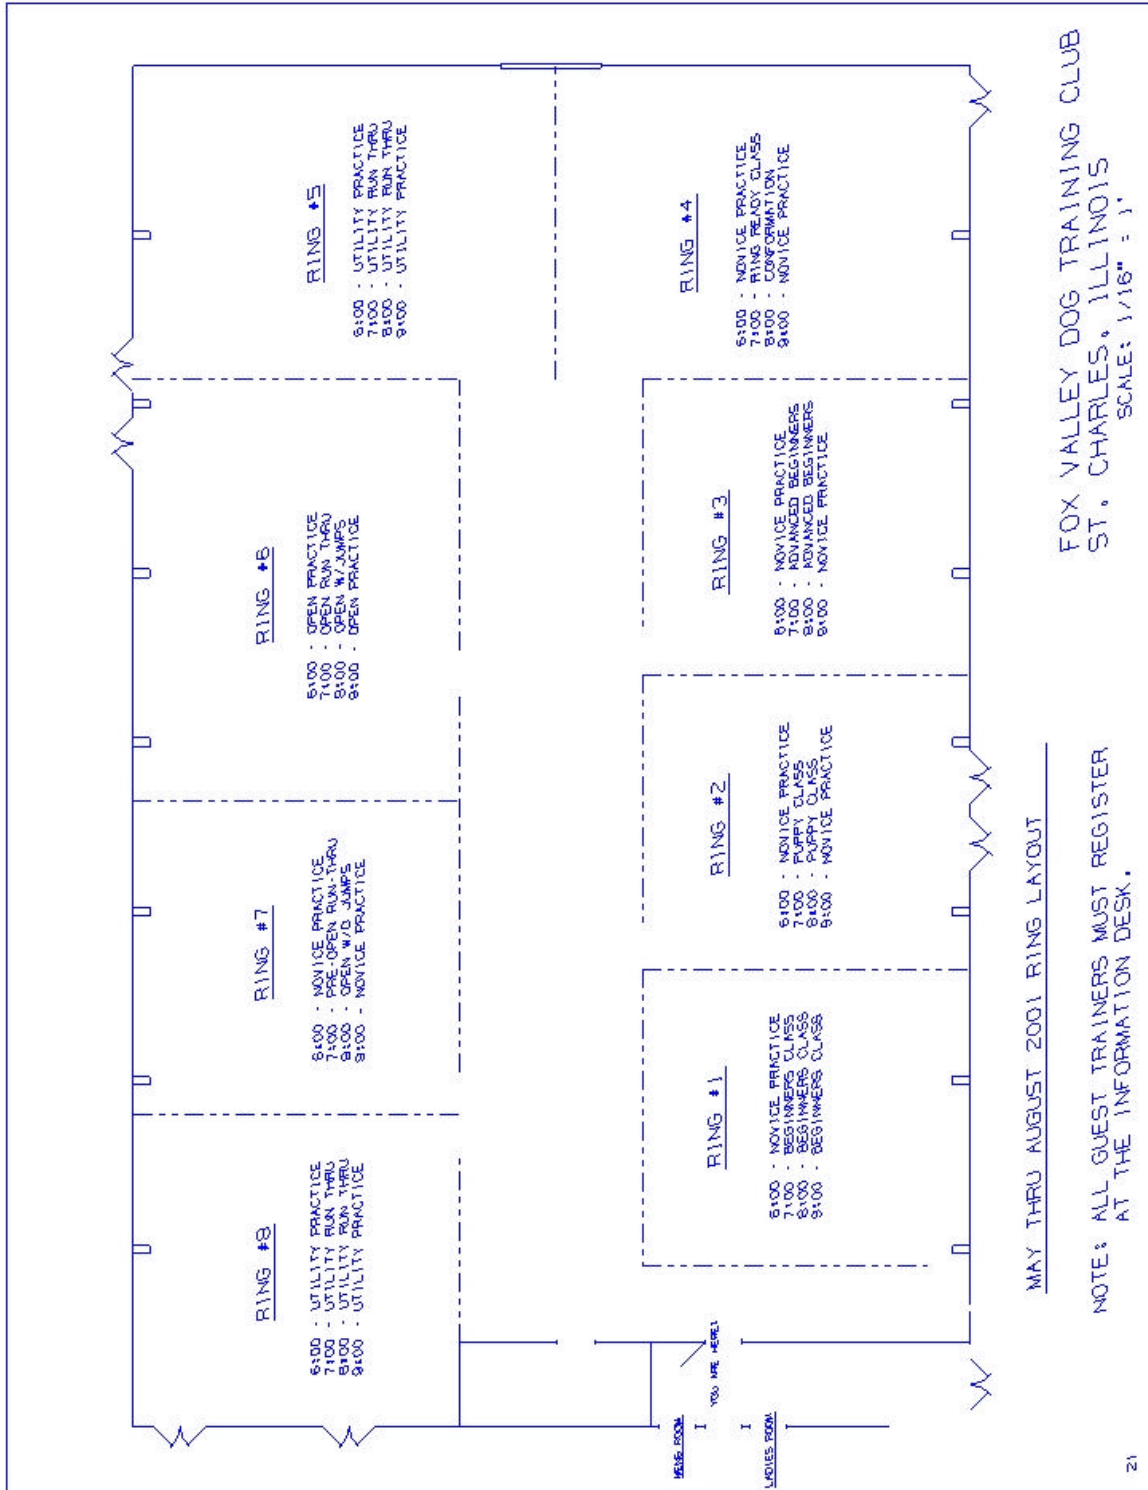 RING #8
6:00 - UTILITY PRACTICE
7:00 - UTILITY RUN THRU
8:00 - UTILITY RUN THRU
9:00 - UTILITY PRACTICE
RING #7
6:00 - NOVICE PRACTICE
7:00 - PRE-OPEN RUN-THRU
8:00 - OPEN W/O JUMPS
9:00 - NOVICE PRACTICE
RING #6
6:00 - OPEN PRACTICE
7:00 - OPEN RUN THRU
8:00 - OPEN W/JUMPS
9:00 - OPEN PRACTICE
RING #5
6:00 - UTILITY PRACTICE
7:00 - UTILITY RUN THRU
8:00 - UTILITY RUN THRU
9:00 - UTILITY PRACTICE
MENS ROOM
YOU ARE HERE!
LADIES ROOM
RING #1
6:00 - NOVICE PRACTICE
7:00 - BEGINNERS CLASS
8:00 - BEGINNERS CLASS
9:00 - BEGINNERS CLASS
RING #2
6:00 - NOVICE PRACTICE
7:00 - PUPPY CLASS
8:00 - PUPPY CLASS
9:00 - NOVICE PRACTICE
RING #3
6:00 - NOVICE PRACTICE
7:00 - ADVANCED BEGINNERS
8:00 - ADVANCED BEGINNERS
9:00 - NOVICE PRACTICE
RING #4
6:00 - NOVICE PRACTICE
7:00 - RING READY CLASS
8:00 - CONFORMATION
9:00 - NOVICE PRACTICE
MAY THRU AUGUST 2001 RING LAYOUT
NOTE: ALL GUEST TRAINERS MUST REGISTER
AT THE INFORMATION DESK.
FOX VALLEY DOG TRAINING CLUB
ST. CHARLES, ILLINOIS
SCALE: 1/16" = 1'
21